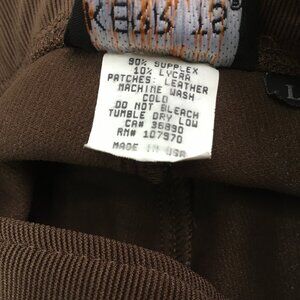 90% SUPPLEX
10% LYCRA
PATCHES: LEATHER
MACHINE WASH
COLD
DO NOT BLEACH
TUMBLE DRY LOW
CA# 36890
RN# 107970
MADE IN USA